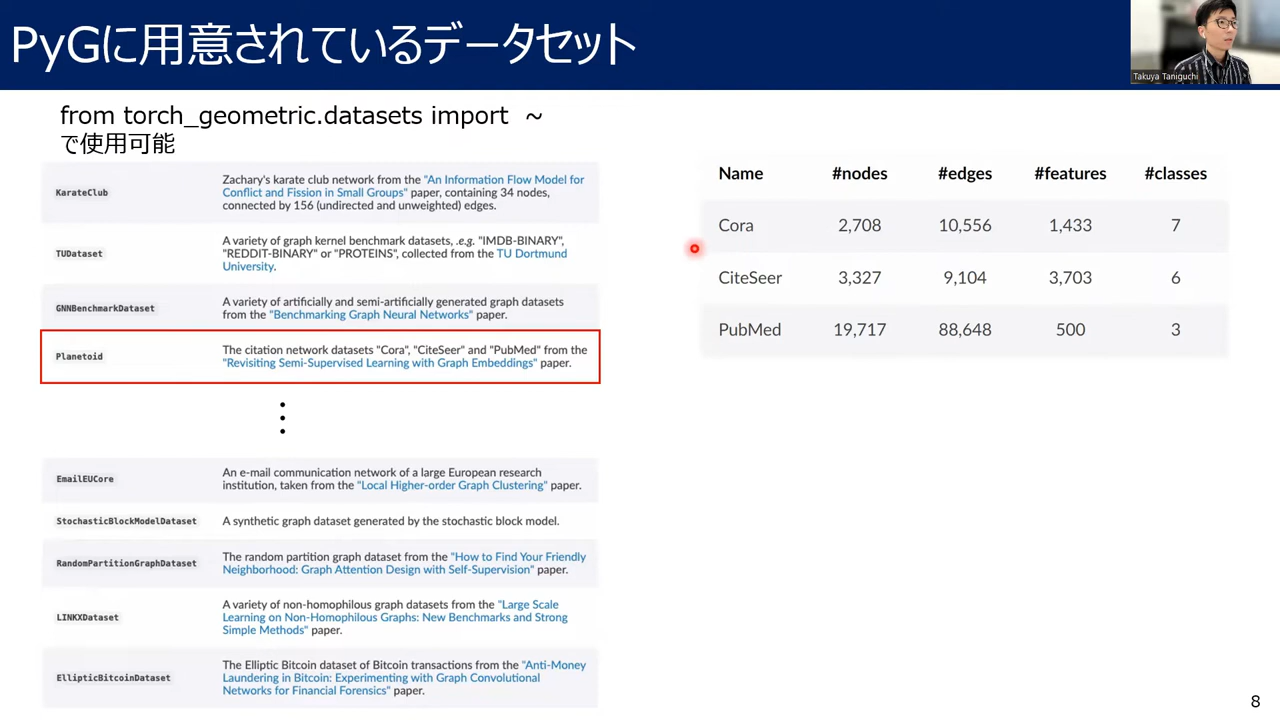 PyGに用意されているデータセット
Takuya Taniguchi
from torch_geometric.datasets import ~
で使用可能
KarateClub
Zachary's karate club network from the "An Information Flow Model for
Conflict and Fission in Small Groups" paper, containing 34 nodes,
connected by 156 (undirected and unweighted) edges.
TUDataset
A variety of graph kernel benchmark datasets, .e.g. "IMDB-BINARY",
"REDDIT-BINARY" or "PROTEINS", collected from the TU Dortmund
University.
GNNBenchmarkDataset
A variety of artificially and semi-artificially generated graph datasets
from the "Benchmarking Graph Neural Networks" paper.
Planetoid
The citation network datasets "Cora", "CiteSeer" and "PubMed" from the
"Revisiting Semi-Supervised Learning with Graph Embeddings" paper.
EmailEUCore
An e-mail communication network of a large European research
institution, taken from the "Local Higher-order Graph Clustering" paper.
StochasticBlockModelDataset
A synthetic graph dataset generated by the stochastic block model.
RandomPartitionGraphDataset
The random partition graph dataset from the "How to Find Your Friendly
Neighborhood: Graph Attention Design with Self-Supervision" paper.
LINKXDataset
A variety of non-homophilous graph datasets from the "Large Scale
Learning on Non-Homophilous Graphs: New Benchmarks and Strong
Simple Methods" paper.
EllipticBitcoinDataset
The Elliptic Bitcoin dataset of Bitcoin transactions from the "Anti-Money
Laundering in Bitcoin: Experimenting with Graph Convolutional
Networks for Financial Forensics" paper.
Name #nodes #edges #features #classes
Cora 2,708 10,556 1,433 7
CiteSeer 3,327 9,104 3,703 6
PubMed 19,717 88,648 500 3
8